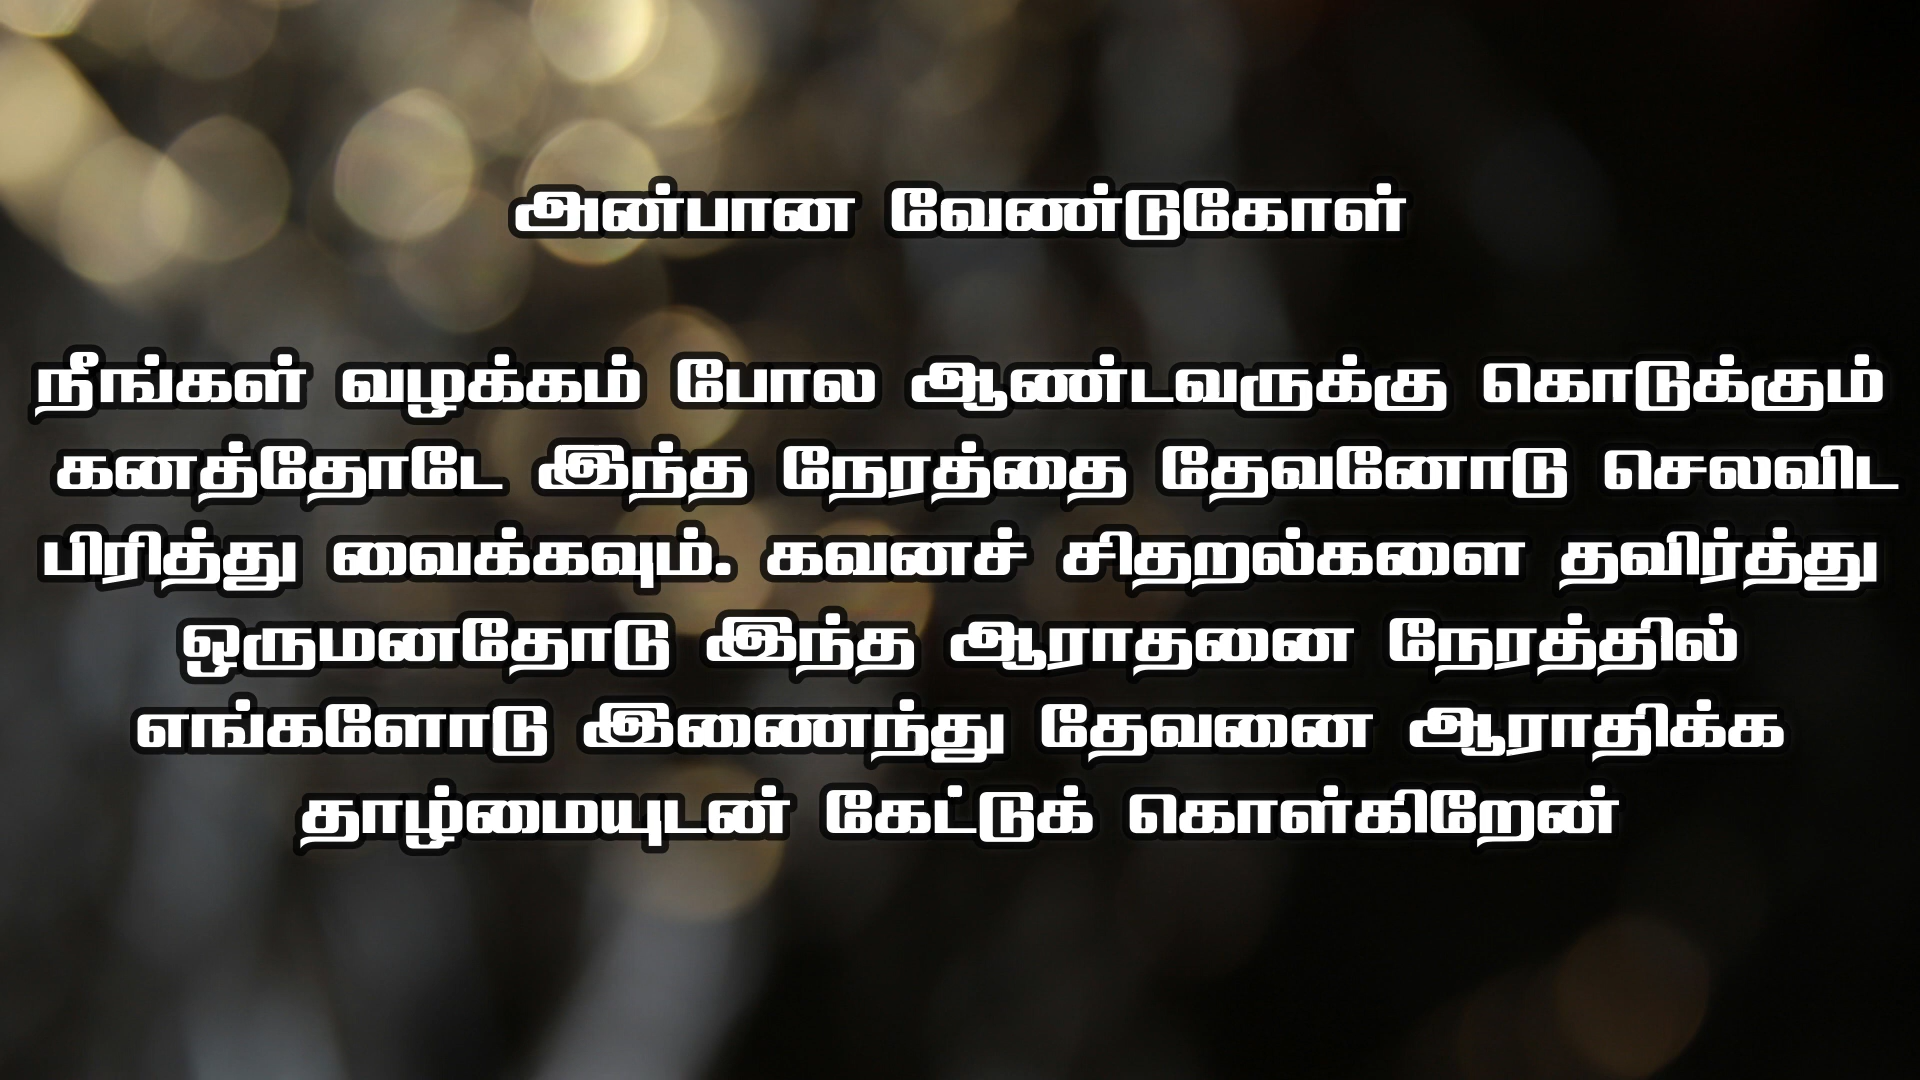 அன்பான வேண்டுகோள்
நீங்கள் வழக்கம் போல ஆண்டவருக்கு கொடுக்கும்
கனத்தோடே இந்த நேரத்தை தேவனோடு செலவிட
பிரித்து வைக்கவும். கவனச் சிதறல்களை தவிர்த்து
ஒருமனதோடு இந்த ஆராதனை நேரத்தில்
எங்களோடு இணைந்து தேவனை ஆராதிக்க
தாழ்மையுடன் கேட்டுக் கொள்கிறேன்